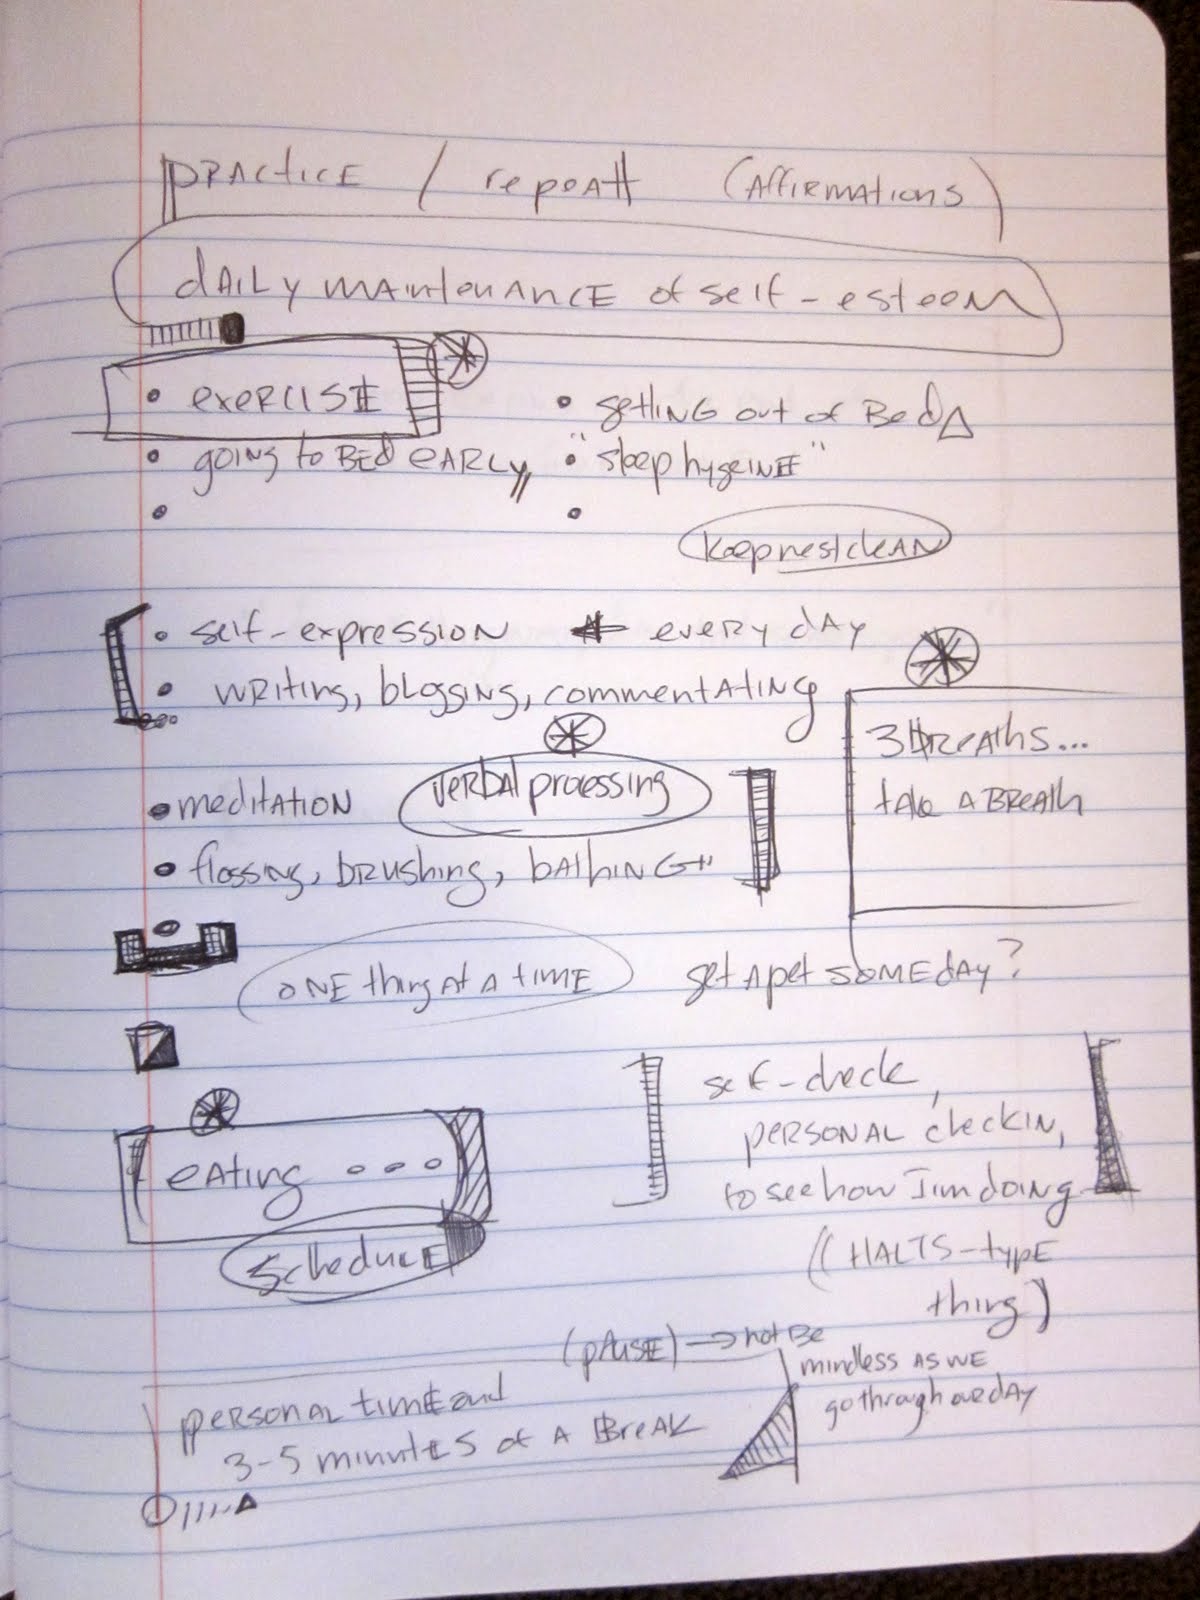 PRACTICE / repeat (Affirmations)
dAILY MAINtenANCE of self-esteem
• exercise • getting out of Bed
• going to BED EARLY, • "sleep hygeine"
keep nest cleAN
• self-expression every dAy
• WRiting, blogging, commentAting
3 BREAths...
• meditation verbal processing take A BReAth
• flossing, brushing, bathing
ONE thing At A time get A pet someday?
self-check,
personal checkin,
to see how I'm doing
eAting
schedule
((HALTS-type
thing)
(pAUSE) → not Be
mindless AS WE
go through our dAy
personAL time and
3-5 minutes of A BreAK